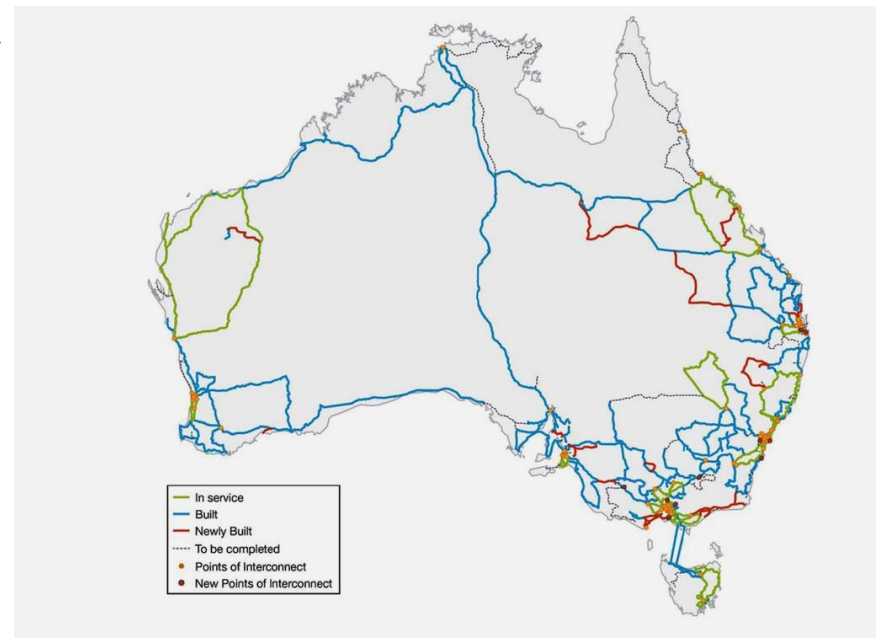 In service
Built
Newly Built
To be completed
Points of Interconnect
New Points of Interconnect